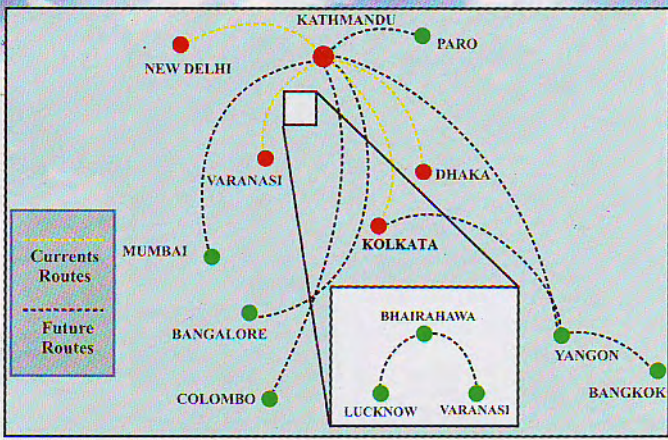 KATHMANDU
PARO
NEW DELHI
VARANASI
DHAKA
KOLKATA
MUMBAI
Currents
Routes
Future
Routes
BANGALORE
BHAIRAHAWA
YANGON
BANGKOK
COLOMBO
LUCKNOW
VARANASI